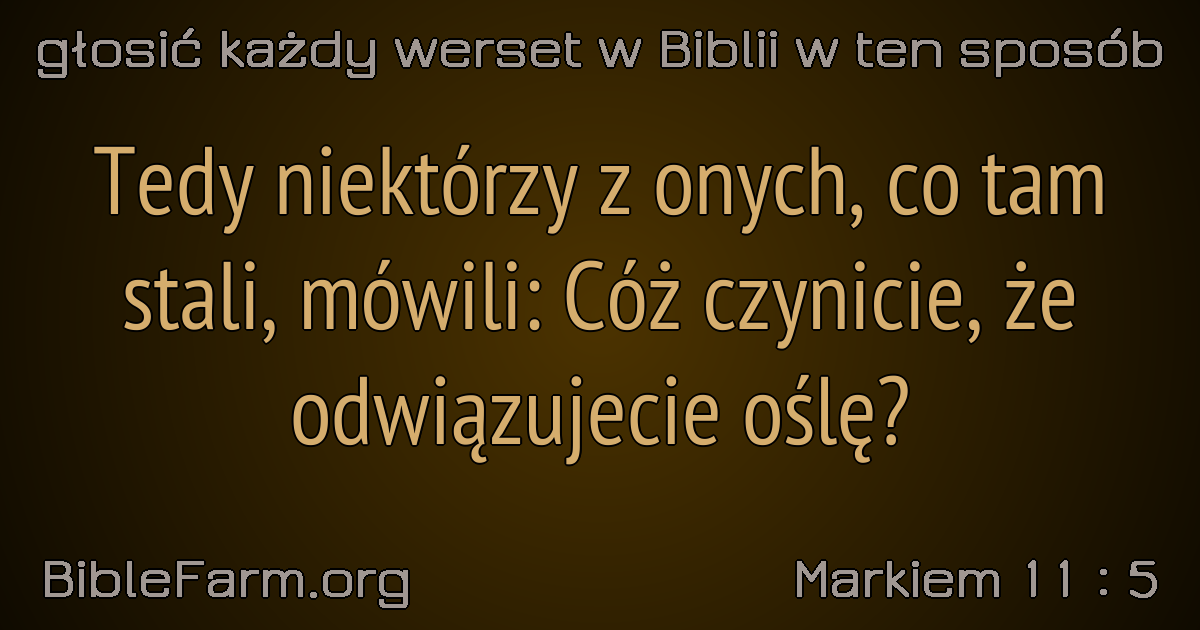 głosić każdy werset w Biblii w ten sposób
Tedy niektórzy z onych, co tam
stali, mówili: Cóż czynicie, że
odwiązujecie oślę?
BibleFarm.org
Markiem 11 : 5